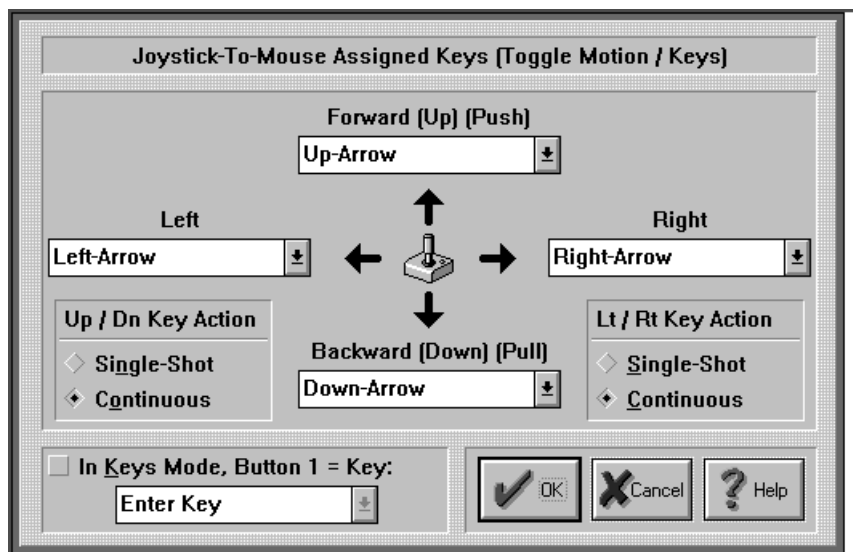 Joystick-To-Mouse Assigned Keys (Toggle Motion / Keys)
Forward (Up) (Push)
Up-Arrow
Left
Left-Arrow
Right
Right-Arrow
Up / Dn Key Action
Single-Shot
Continuous
Backward (Down) (Pull)
Down-Arrow
Lt / Rt Key Action
Single-Shot
Continuous
In Keys Mode, Button 1 = Key:
Enter Key
OK
Cancel
Help